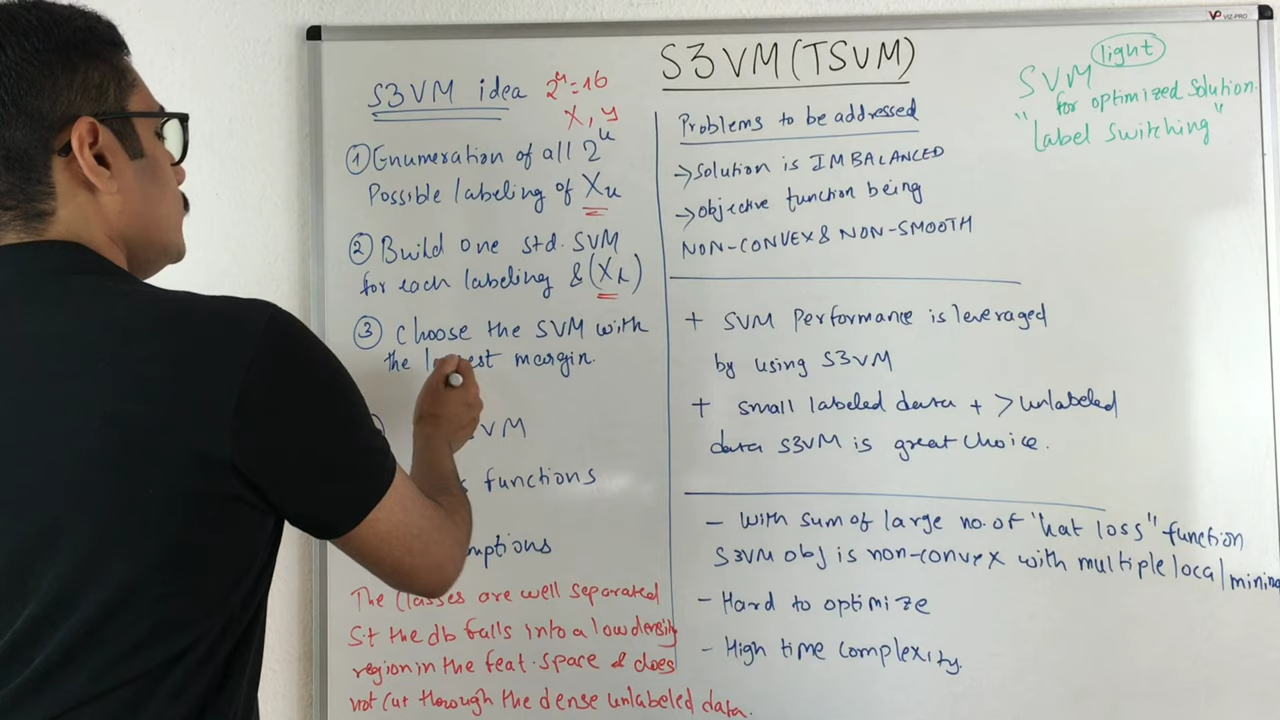 VIZ-PRO
S3VM(TSVM)
S3VM idea
2⁴=16
X, y
① Enumeration of all 2ᵘ
Possible labeling of Xu
② Build one std. SVM
for each labeling & (XL)
③ choose the SVM with
the margin.
VM
functions
The classes are well separated
St the db falls into a low density
region in the feat. space & does
not cut through the dense unlabeled data.
Problems to be addressed
→ Solution is IMBALANCED
→ objective function being
NON-CONVEX & NON-SMOOTH
+ SVM Performance is leveraged
by using S3VM
+ small labeled data + > unlabeled
data S3VM is great choice.
- With sum of large no. of "hat loss" function
S3VM obj is non-convex with multiple local minima
- Hard to optimize
- High time complexity.
SVM light
for optimized solution.
"label switching"